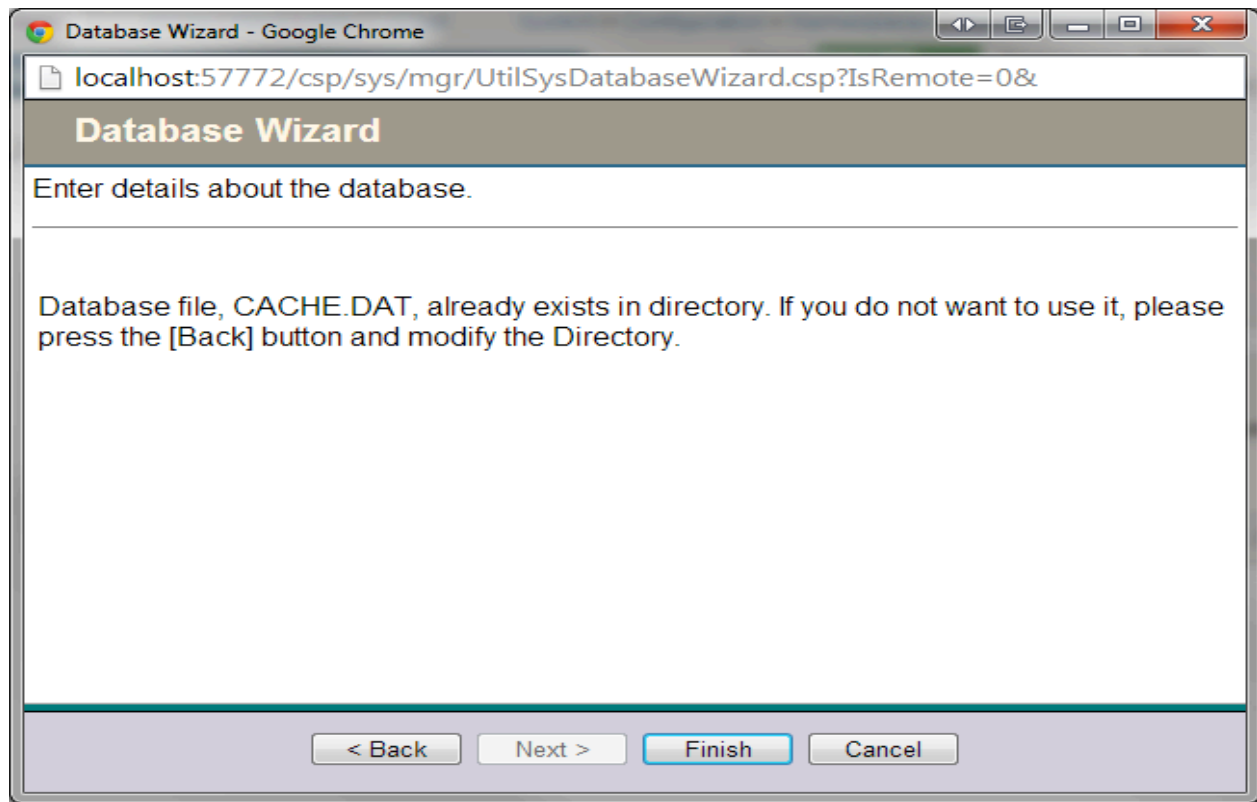 Database Wizard - Google Chrome
localhost:57772/csp/sys/mgr/UtilSysDatabaseWizard.csp?IsRemote=0&
Database Wizard
Enter details about the database.
Database file, CACHE.DAT, already exists in directory. If you do not want to use it, please
press the [Back] button and modify the Directory.
< Back Next > Finish Cancel